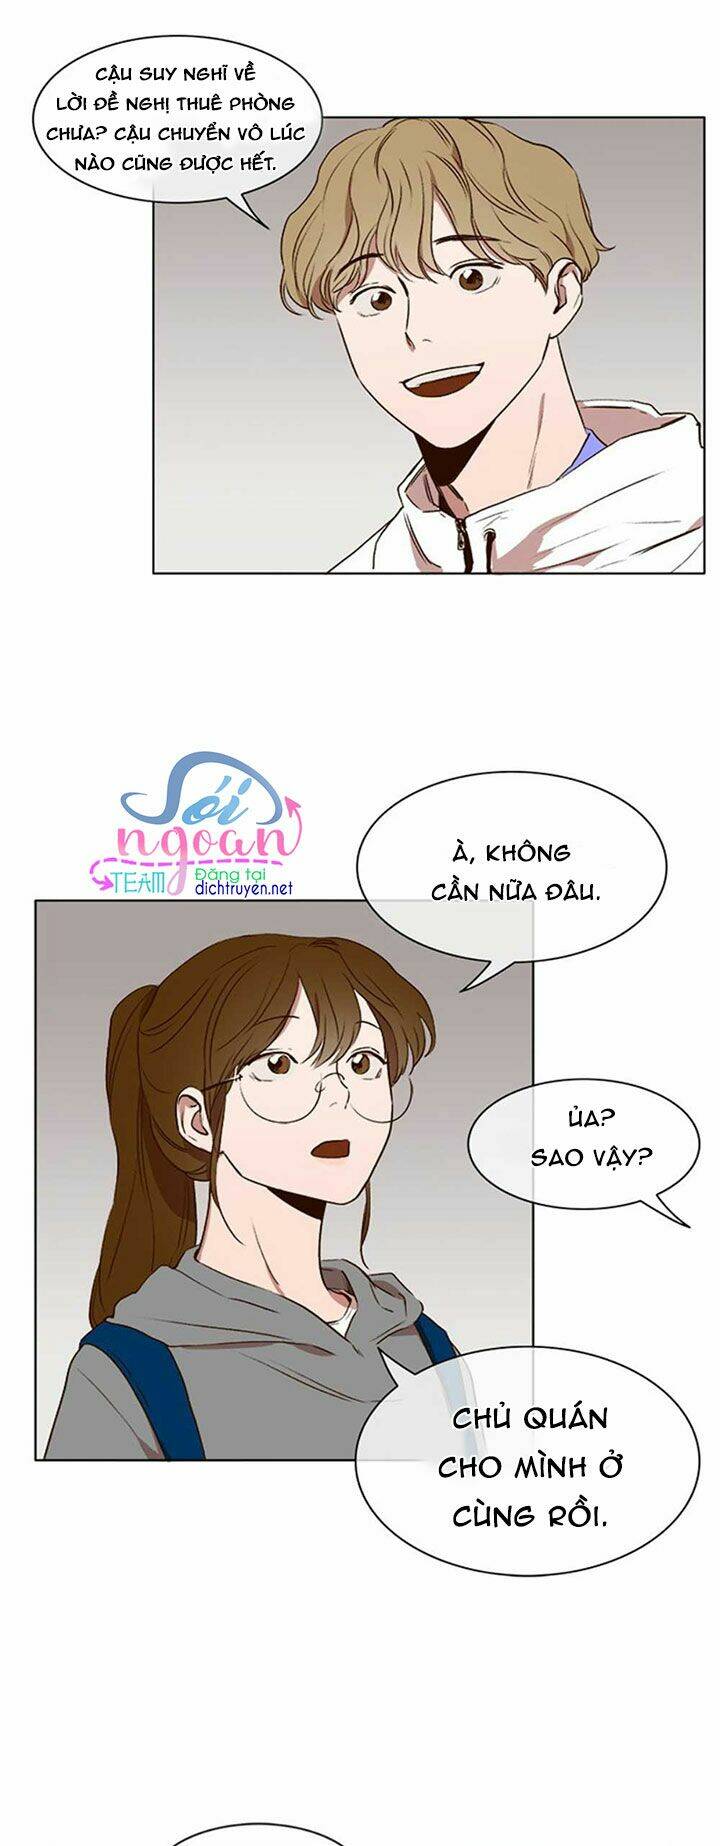 CẬU SUY NGHĨ VỀ
LỜI ĐỀ NGHỊ THUÊ PHÒNG
CHƯA? CẬU CHUYỂN VÔ LÚC
NÀO CŨNG ĐƯỢC HẾT.
Sói
ngoan
TEAM
Đăng tại
dichtruyen.net
À, KHÔNG
CẦN NỮA ĐÂU.
ỦA?
SAO VẬY?
CHỦ QUÁN
CHO MÌNH Ở
CÙNG RỒI.